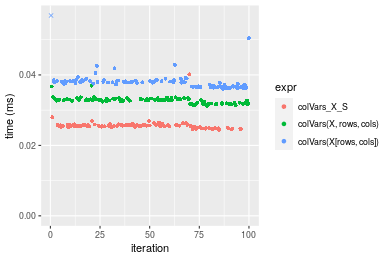 time (ms)
0.04
0.02
0.00
0
25
50
75
100
iteration
expr
colVars_X_S
colVars(X, rows, cols)
colVars(X[rows, cols])